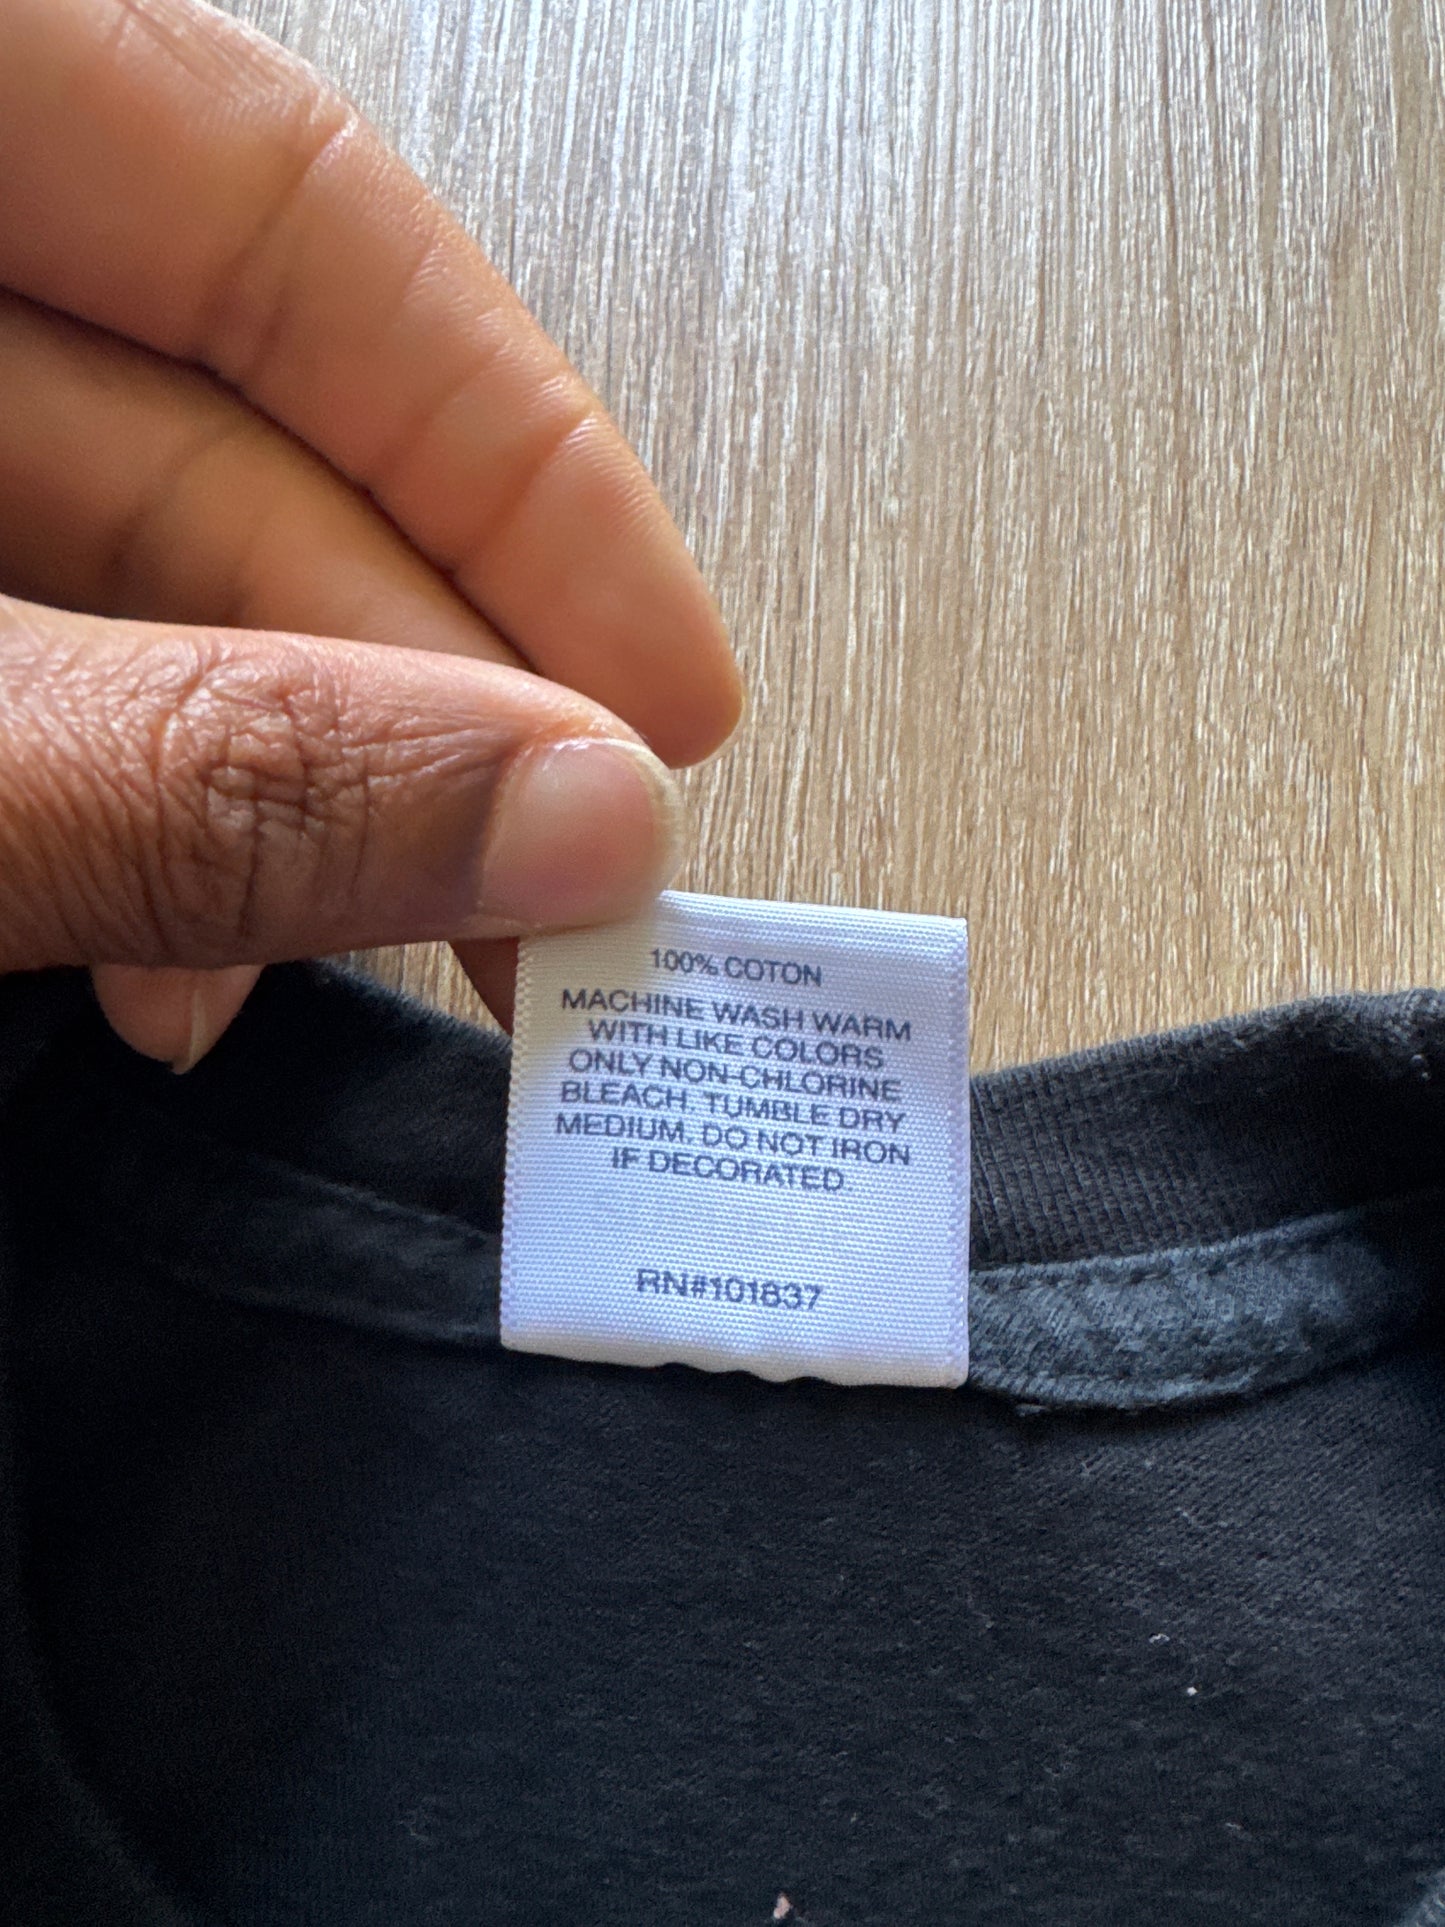 100% COTON
MACHINE WASH WARM
WITH LIKE COLORS
ONLY NON-CHLORINE
BLEACH. TUMBLE DRY
MEDIUM. DO NOT IRON
IF DECORATED
RN#101837